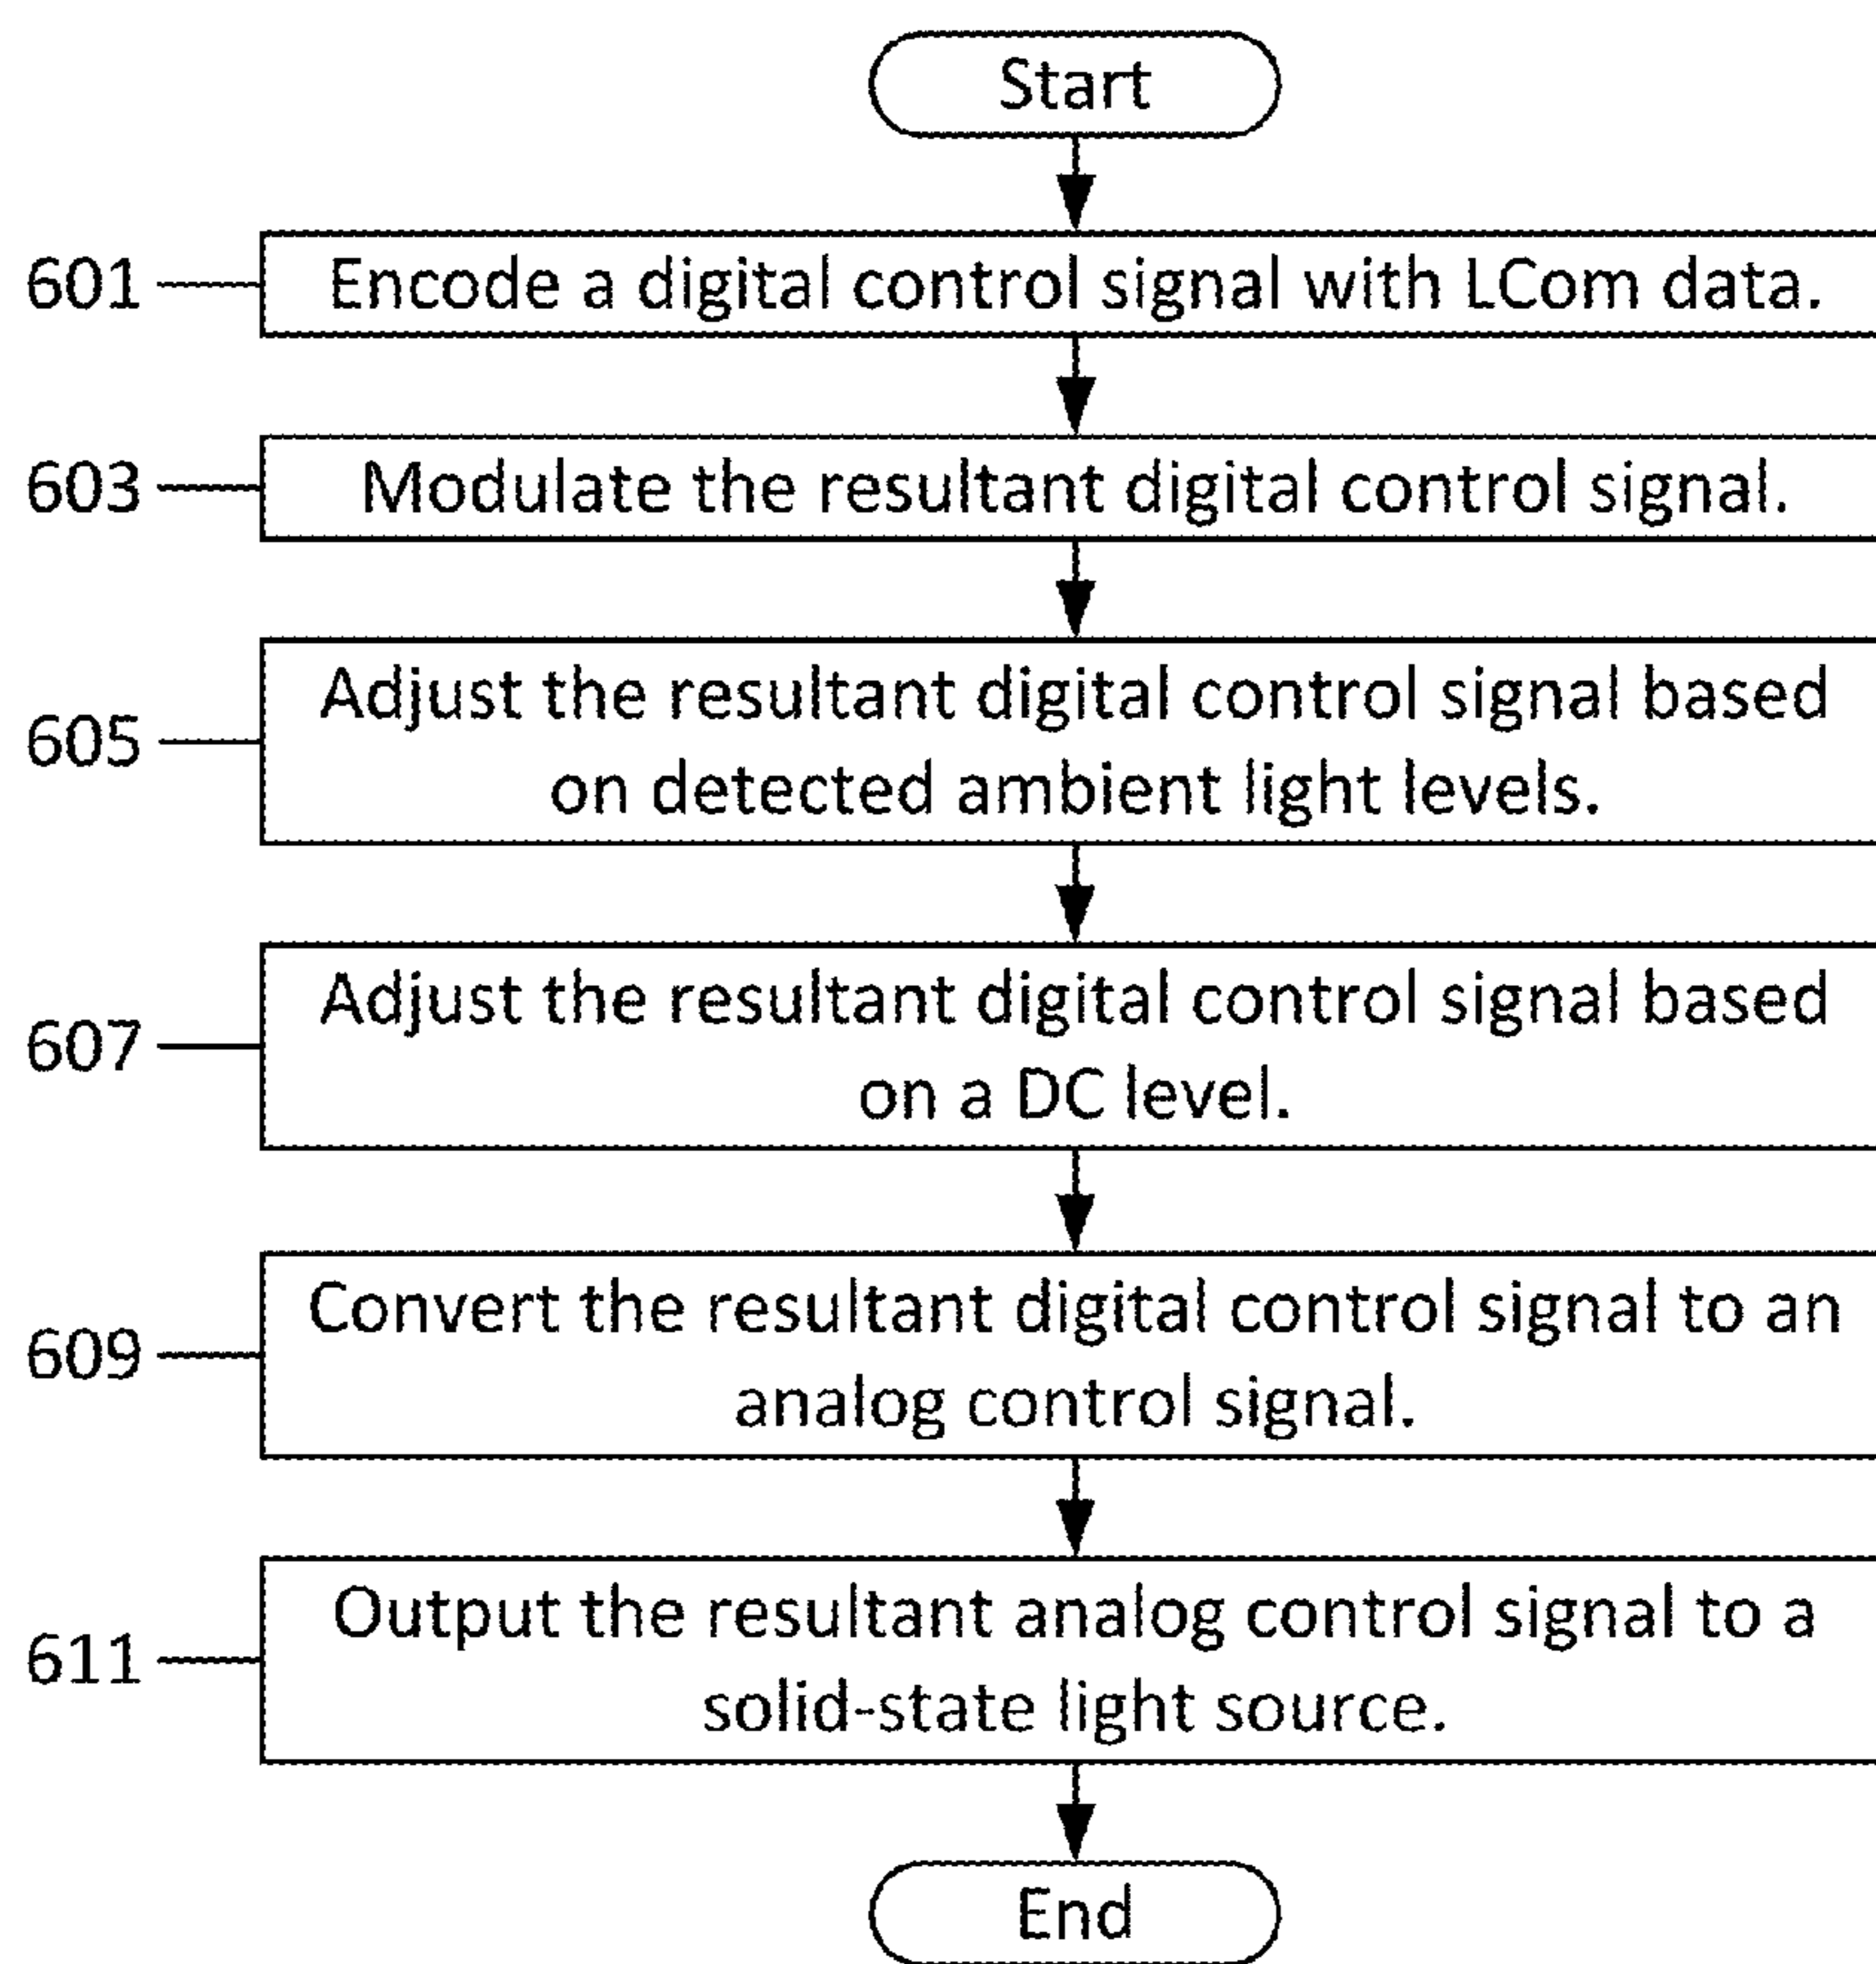 Start
601
Encode a digital control signal with LCom data.
603
Modulate the resultant digital control signal.
605
Adjust the resultant digital control signal based
on detected ambient light levels.
607
Adjust the resultant digital control signal based
on a DC level.
609
Convert the resultant digital control signal to an
analog control signal.
611
Output the resultant analog control signal to a
solid-state light source.
End